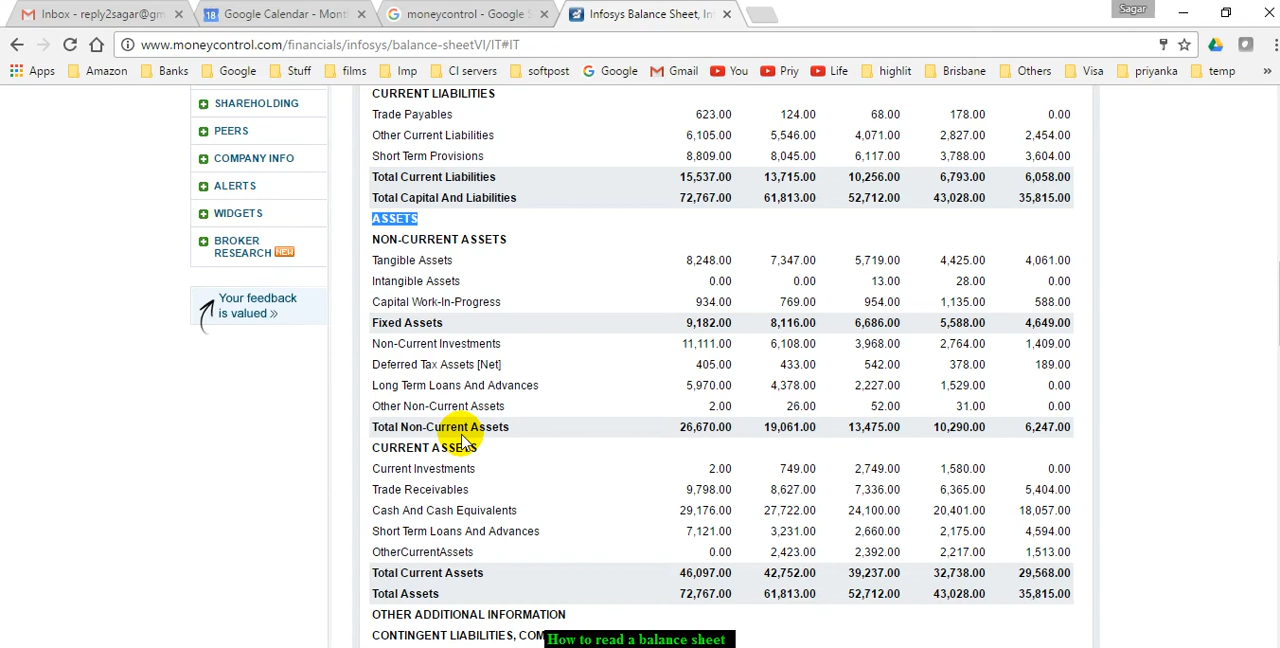 Inbox - reply2sagar@gm
Google Calendar - Mont
moneycontrol - Google S
Infosys Balance Sheet, In
Sagar
www.moneycontrol.com/financials/infosys/balance-sheetVI/IT#IT
Apps Amazon Banks Google Stuff films Imp CI servers softpost Google Gmail You Priy Life highlit Brisbane Others Visa priyanka temp »
SHAREHOLDING
PEERS
COMPANY INFO
ALERTS
WIDGETS
BROKER
RESEARCH NEW
Your feedback
is valued »
CURRENT LIABILITIES
Trade Payables 623.00 124.00 68.00 178.00 0.00
Other Current Liabilities 6,105.00 5,546.00 4,071.00 2,827.00 2,454.00
Short Term Provisions 8,809.00 8,045.00 6,117.00 3,788.00 3,604.00
Total Current Liabilities 15,537.00 13,715.00 10,256.00 6,793.00 6,058.00
Total Capital And Liabilities 72,767.00 61,813.00 52,712.00 43,028.00 35,815.00
ASSETS
NON-CURRENT ASSETS
Tangible Assets 8,248.00 7,347.00 5,719.00 4,425.00 4,061.00
Intangible Assets 0.00 0.00 13.00 28.00 0.00
Capital Work-In-Progress 934.00 769.00 954.00 1,135.00 588.00
Fixed Assets 9,182.00 8,116.00 6,686.00 5,588.00 4,649.00
Non-Current Investments 11,111.00 6,108.00 3,968.00 2,764.00 1,409.00
Deferred Tax Assets [Net] 405.00 433.00 542.00 378.00 189.00
Long Term Loans And Advances 5,970.00 4,378.00 2,227.00 1,529.00 0.00
Other Non-Current Assets 2.00 26.00 52.00 31.00 0.00
Total Non-Current Assets 26,670.00 19,061.00 13,475.00 10,290.00 6,247.00
CURRENT ASSETS
Current Investments 2.00 749.00 2,749.00 1,580.00 0.00
Trade Receivables 9,798.00 8,627.00 7,336.00 6,365.00 5,404.00
Cash And Cash Equivalents 29,176.00 27,722.00 24,100.00 20,401.00 18,057.00
Short Term Loans And Advances 7,121.00 3,231.00 2,660.00 2,175.00 4,594.00
OtherCurrentAssets 0.00 2,423.00 2,392.00 2,217.00 1,513.00
Total Current Assets 46,097.00 42,752.00 39,237.00 32,738.00 29,568.00
Total Assets 72,767.00 61,813.00 52,712.00 43,028.00 35,815.00
OTHER ADDITIONAL INFORMATION
CONTINGENT LIABILITIES, COM
How to read a balance sheet